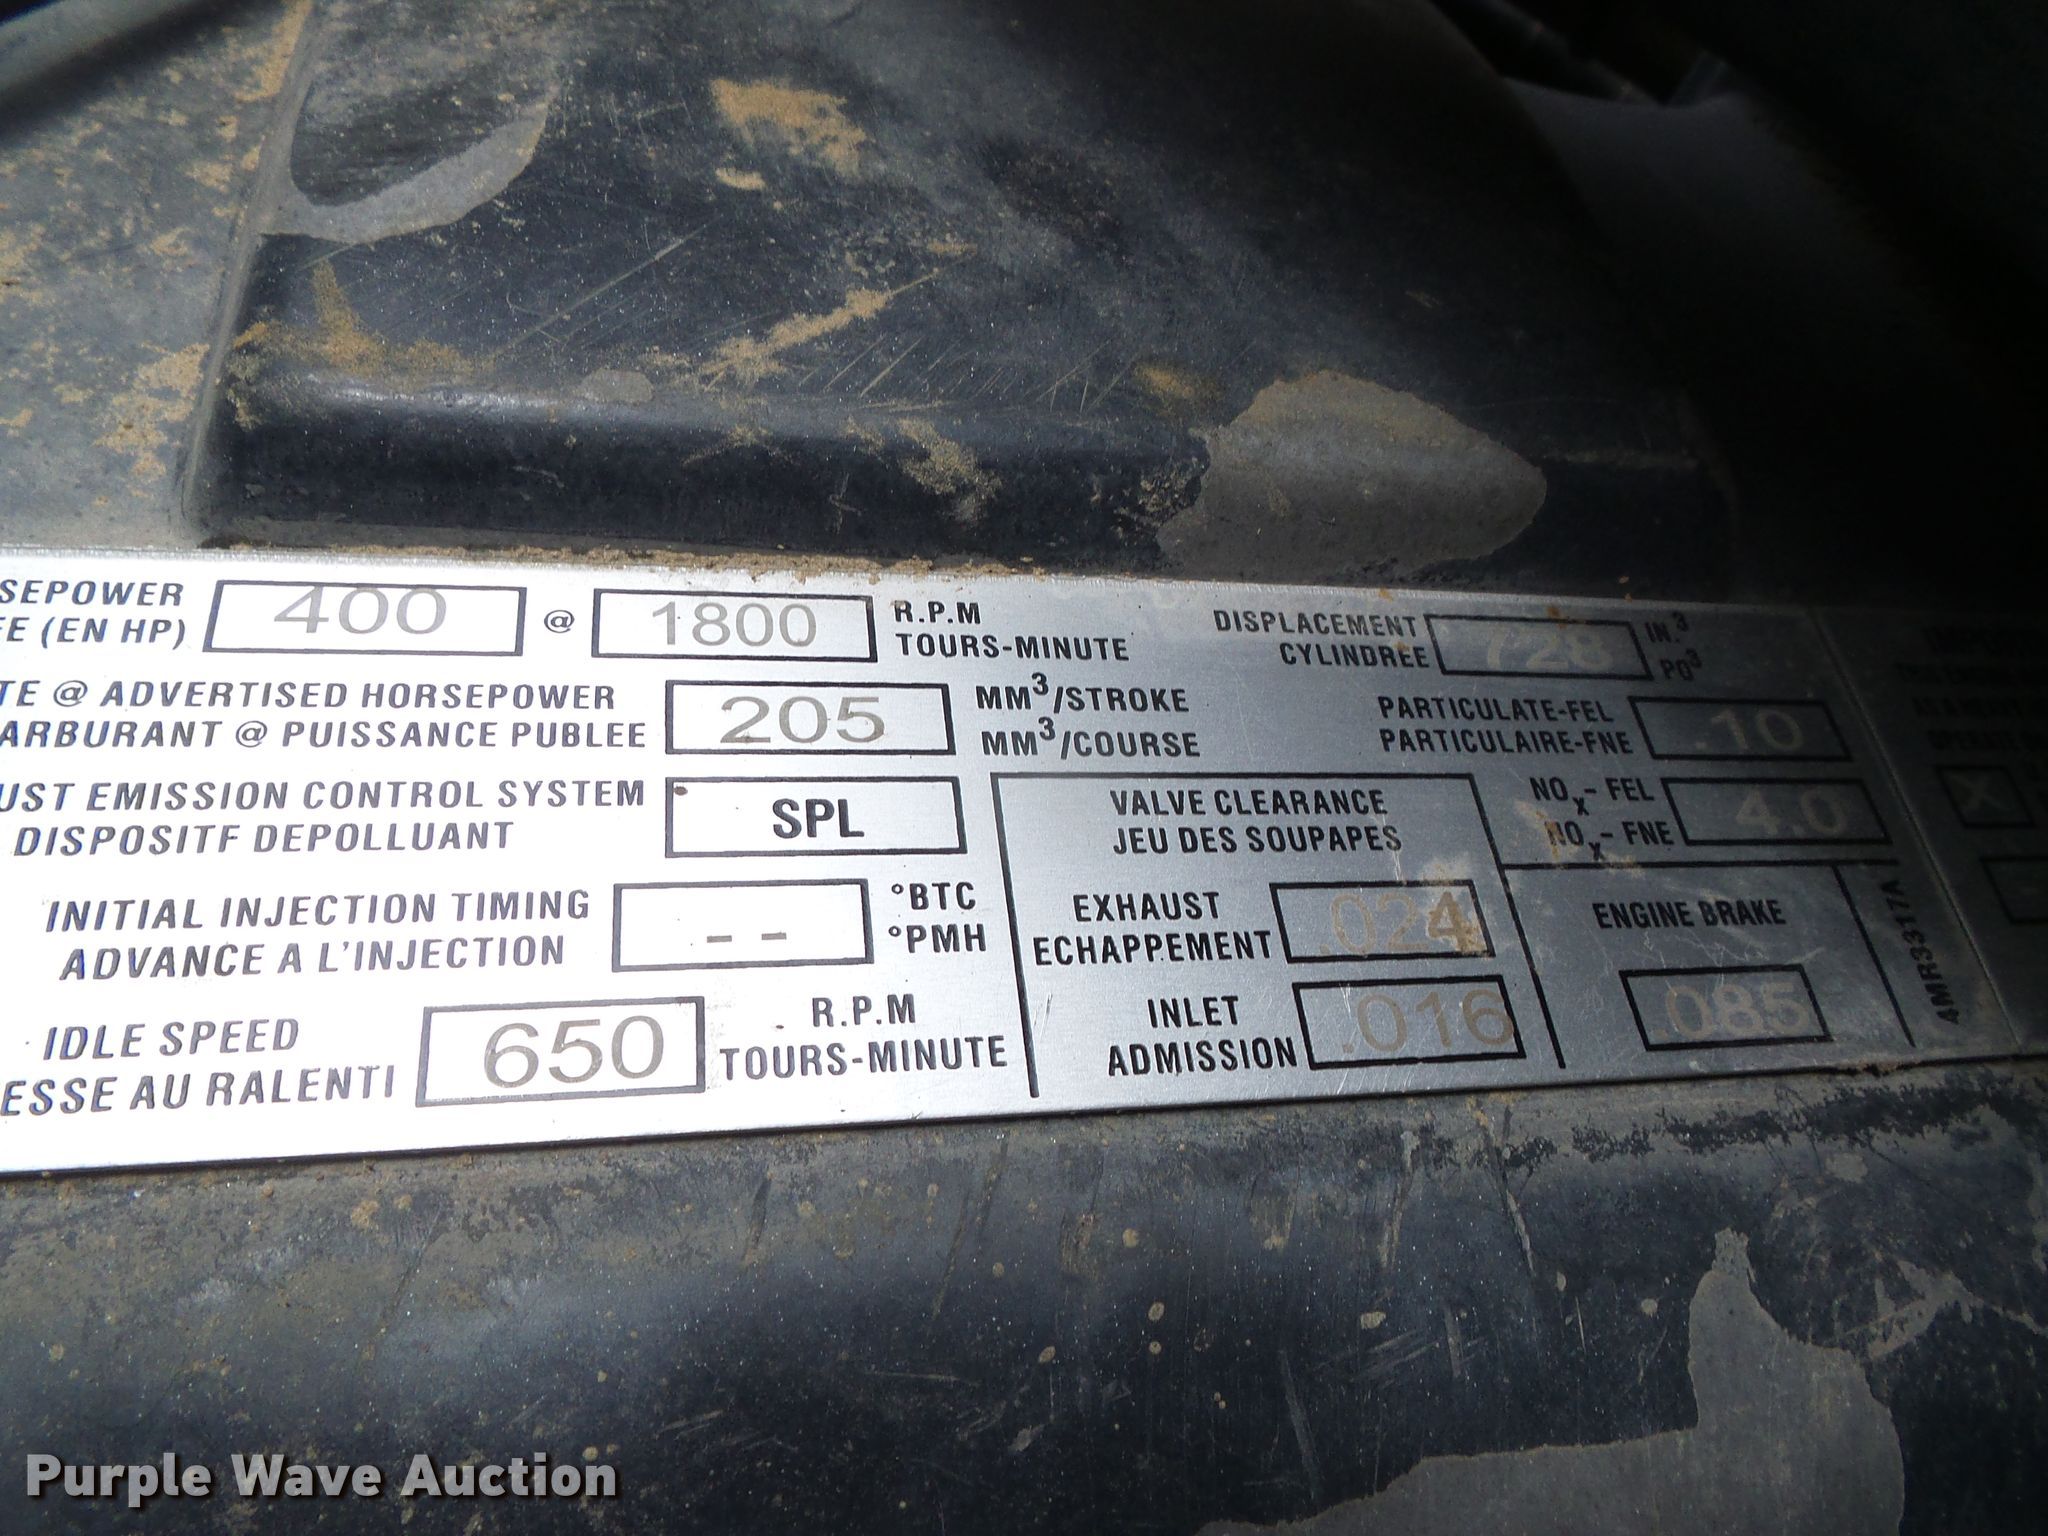 SEPOWER 400 @ 1800 R.P.M DISPLACEMENT 728 IN.³
EE (EN HP) TOURS-MINUTE CYLINDREE PO³
TE @ ADVERTISED HORSEPOWER 205 MM³/STROKE PARTICULATE-FEL .10
ARBURANT @ PUISSANCE PUBLEE MM³/COURSE PARTICULAIRE-FNE
UST EMISSION CONTROL SYSTEM SPL VALVE CLEARANCE NOx- FEL 4.0
DISPOSITF DEPOLLUANT JEU DES SOUPAPES NOx- FNE
INITIAL INJECTION TIMING -- °BTC EXHAUST .024 ENGINE BRAKE
ADVANCE A L'INJECTION °PMH ECHAPPEMENT
IDLE SPEED 650 R.P.M INLET .016 .085
ESSE AU RALENTI TOURS-MINUTE ADMISSION
4MR3317A
X
Purple Wave Auction